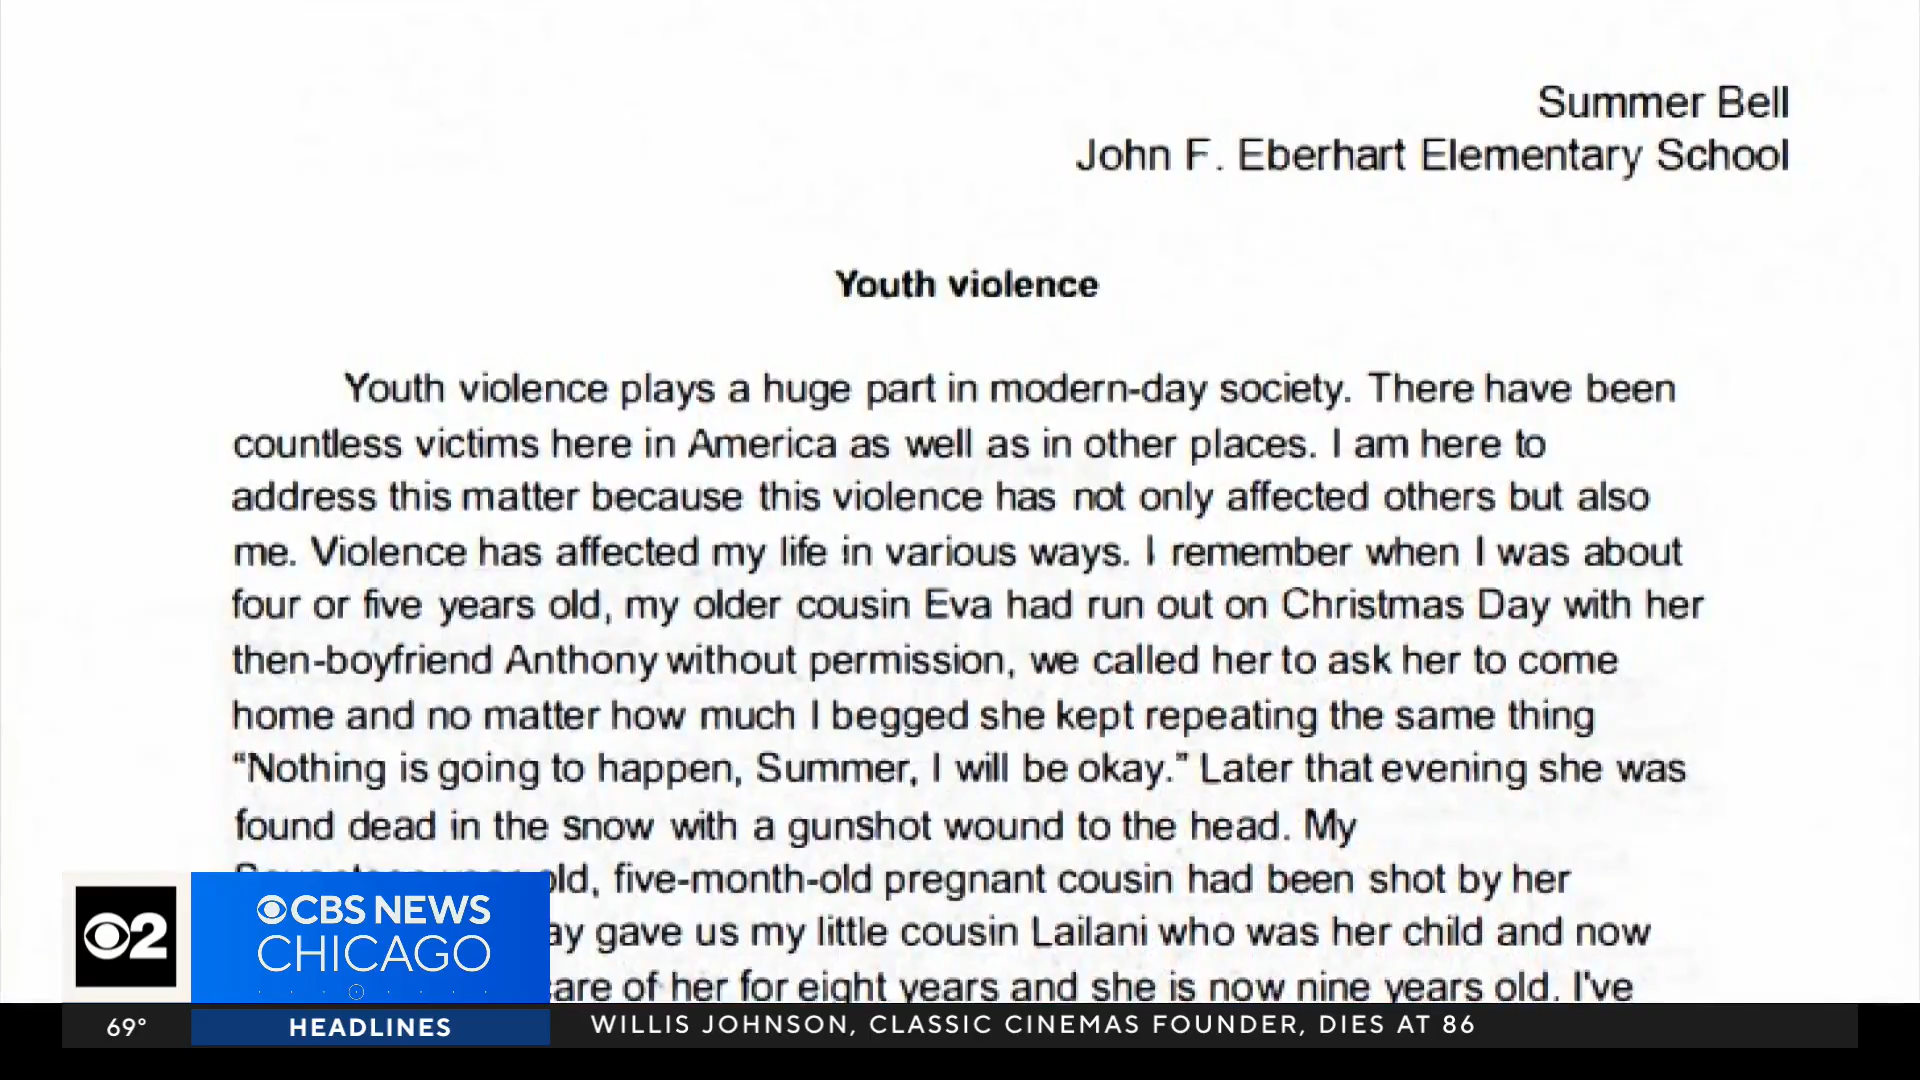 Summer Bell
John F. Eberhart Elementary School
Youth violence
Youth violence plays a huge part in modern-day society. There have been
countless victims here in America as well as in other places. I am here to
address this matter because this violence has not only affected others but also
me. Violence has affected my life in various ways. I remember when I was about
four or five years old, my older cousin Eva had run out on Christmas Day with her
then-boyfriend Anthony without permission, we called her to ask her to come
home and no matter how much I begged she kept repeating the same thing
“Nothing is going to happen, Summer, I will be okay.” Later that evening she was
found dead in the snow with a gunshot wound to the head. My
old, five-month-old pregnant cousin had been shot by her
gave us my little cousin Lailani who was her child and now
care of her for eight years and she is now nine years old. I've
2
CBS NEWS
CHICAGO
69°
HEADLINES
WILLIS JOHNSON, CLASSIC CINEMAS FOUNDER, DIES AT 86